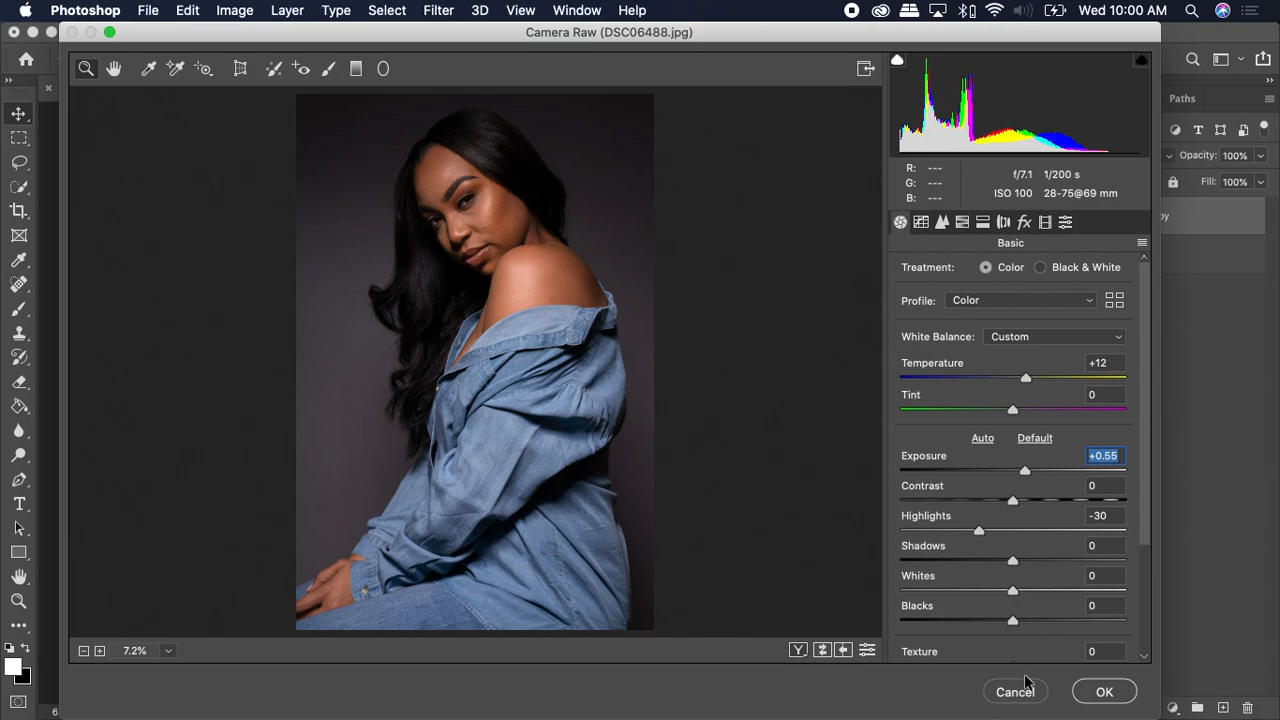 Photoshop File Edit Image Layer Type Select Filter 3D View Window Help Wed 10:00 AM
Camera Raw (DSC06488.jpg)
Paths
R: ---
G: ---
B: ---
f/7.1 1/200 s
ISO 100 28-75@69 mm
Opacity: 100%
Fill: 100%
py
Basic
Treatment: Color Black & White
Profile: Color
White Balance: Custom
Temperature +12
Tint 0
Auto Default
Exposure +0.55
Contrast 0
Highlights -30
Shadows 0
Whites 0
Blacks 0
Texture 0
Y 7.2%
Cancel OK
6